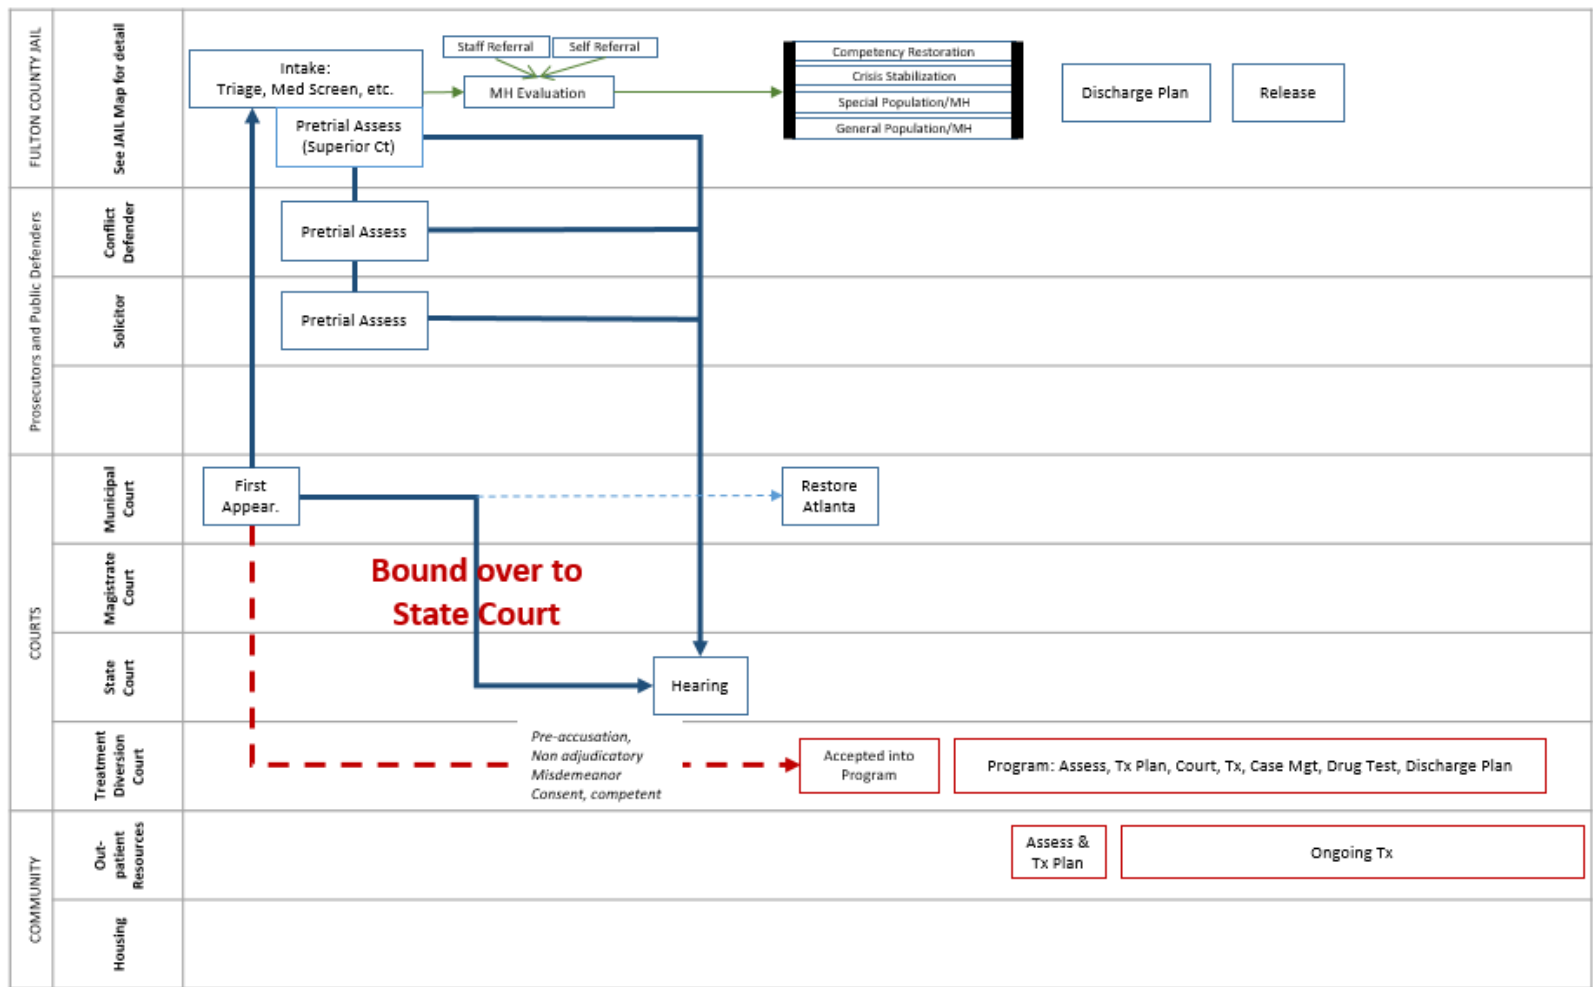 FULTON COUNTY JAIL
See JAIL Map for detail
Intake:
Triage, Med Screen, etc.
Pretrial Assess
(Superior Ct)
Staff Referral
Self Referral
MH Evaluation
Competency Restoration
Crisis Stabilization
Special Population/MH
General Population/MH
Discharge Plan
Release
Prosecutors and Public Defenders
Conflict
Defender
Pretrial Assess
Solicitor
Pretrial Assess
COURTS
Municipal
Court
First
Appear.
Restore
Atlanta
Magistrate
Court
Bound over to
State Court
State
Court
Hearing
Treatment
Diversion
Court
Pre-accusation,
Non adjudicatory
Misdemeanor
Consent, competent
Accepted into
Program
Program: Assess, Tx Plan, Court, Tx, Case Mgt, Drug Test, Discharge Plan
COMMUNITY
Out-
patient
Resources
Assess &
Tx Plan
Ongoing Tx
Housing